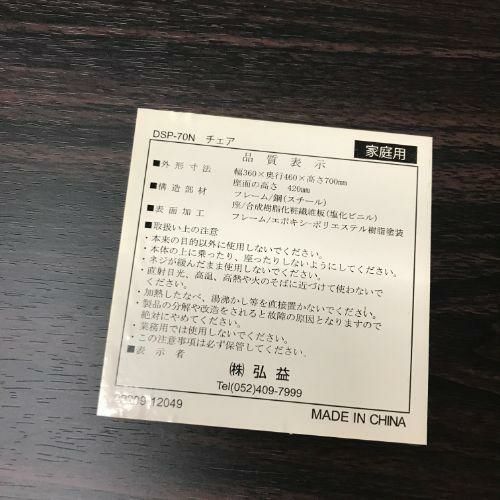 DSP-70N チェア
家庭用
品質表示
■外形寸法 幅360×奥行460×高さ700mm
座面の高さ 420mm
■構造部材 フレーム/鋼(スチール)
座/合成樹脂化粧繊維板(塩化ビニル)
■表面加工 フレーム/エポキシ-ポリエステル樹脂塗装
■取扱い上の注意
・本来の目的以外に使用しないでください。
・本体の上に乗ったり、座ったりしないようにしてください。
・ネジが緩んだまま使用しないでください。
・直射日光、高温、高熱や火のそばに近づけて使わないで
ください。
・加熱したなべ、湯沸かし等を直接置かないでください。
・製品の分解や改造をされると故障の原因となりますので
絶対にやめてください。
・業務用では使用しないでください。
・この注意事項は必ず保管してください。
■表示者
㈱ 弘益
Tel(052)409-7999
20909-12049
MADE IN CHINA